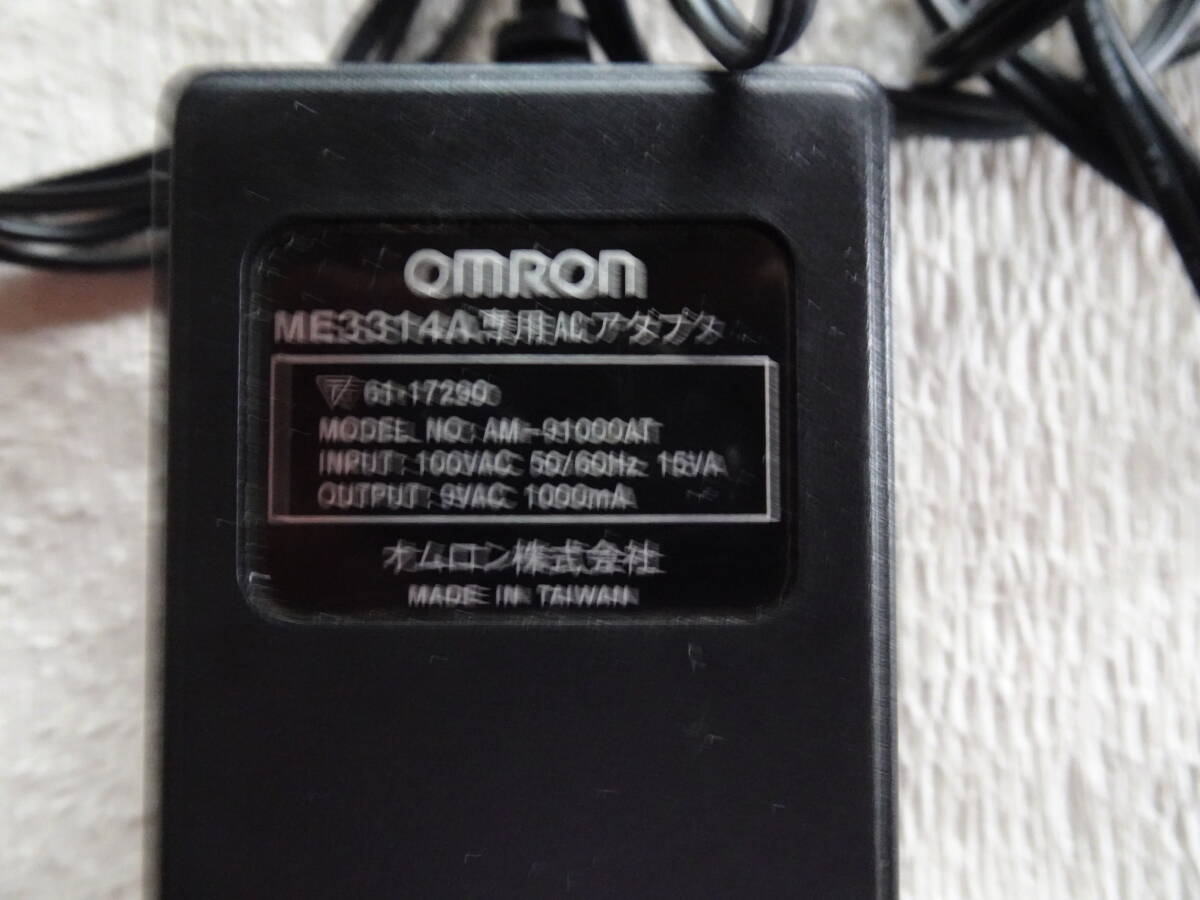 OMRON
ME3314A専用ACアダプタ
T 61-17290
MODEL NO: AM-91000AT
INPUT: 100VAC 50/60Hz 15VA
OUTPUT: 9VAC 1000mA
オムロン株式会社
MADE IN TAIWAN